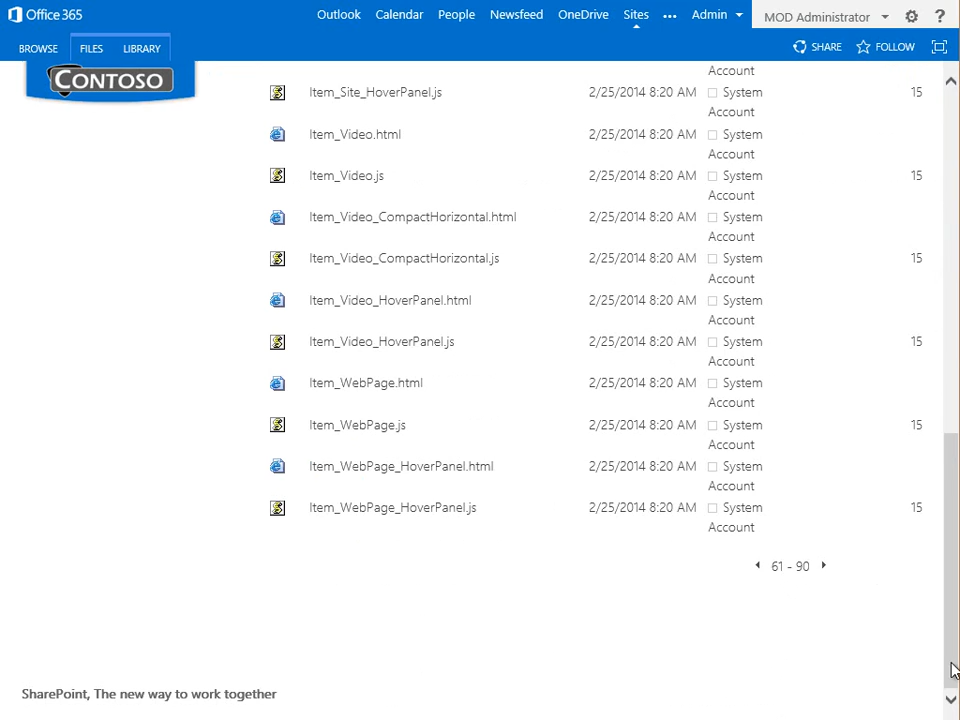 Office 365 Outlook Calendar People Newsfeed OneDrive Sites ••• Admin MOD Administrator ?
BROWSE FILES LIBRARY SHARE FOLLOW
CONTOSO
Account
Item_Site_HoverPanel.js 2/25/2014 8:20 AM System 15
Account
Item_Video.html 2/25/2014 8:20 AM System
Account
Item_Video.js 2/25/2014 8:20 AM System 15
Account
Item_Video_CompactHorizontal.html 2/25/2014 8:20 AM System
Account
Item_Video_CompactHorizontal.js 2/25/2014 8:20 AM System 15
Account
Item_Video_HoverPanel.html 2/25/2014 8:20 AM System
Account
Item_Video_HoverPanel.js 2/25/2014 8:20 AM System 15
Account
Item_WebPage.html 2/25/2014 8:20 AM System
Account
Item_WebPage.js 2/25/2014 8:20 AM System 15
Account
Item_WebPage_HoverPanel.html 2/25/2014 8:20 AM System
Account
Item_WebPage_HoverPanel.js 2/25/2014 8:20 AM System 15
Account
61 - 90
SharePoint, The new way to work together